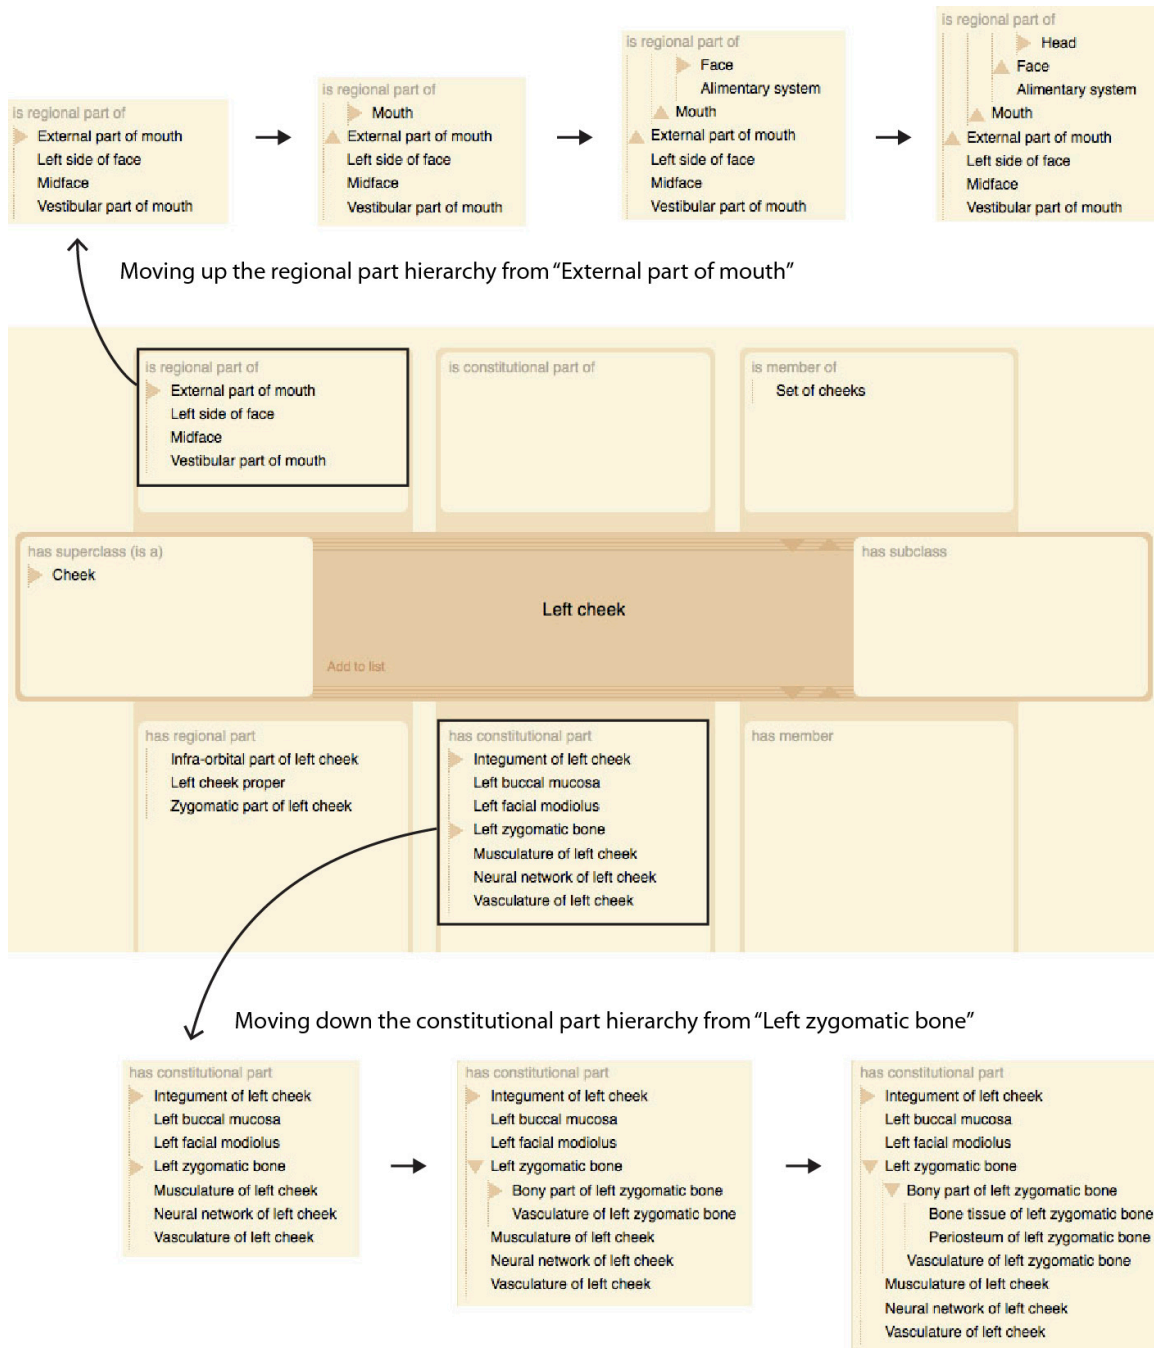 is regional part of
External part of mouth
Left side of face
Midface
Vestibular part of mouth
is regional part of
Mouth
External part of mouth
Left side of face
Midface
Vestibular part of mouth
is regional part of
Face
Alimentary system
Mouth
External part of mouth
Left side of face
Midface
Vestibular part of mouth
is regional part of
Head
Face
Alimentary system
Mouth
External part of mouth
Left side of face
Midface
Vestibular part of mouth
Moving up the regional part hierarchy from “External part of mouth”
is regional part of
External part of mouth
Left side of face
Midface
Vestibular part of mouth
is constitutional part of
is member of
Set of cheeks
has superclass (is a)
Cheek
Left cheek
Add to list
has subclass
has regional part
Infra-orbital part of left cheek
Left cheek proper
Zygomatic part of left cheek
has constitutional part
Integument of left cheek
Left buccal mucosa
Left facial modiolus
Left zygomatic bone
Musculature of left cheek
Neural network of left cheek
Vasculature of left cheek
has member
Moving down the constitutional part hierarchy from “Left zygomatic bone”
has constitutional part
Integument of left cheek
Left buccal mucosa
Left facial modiolus
Left zygomatic bone
Musculature of left cheek
Neural network of left cheek
Vasculature of left cheek
has constitutional part
Integument of left cheek
Left buccal mucosa
Left facial modiolus
Left zygomatic bone
Bony part of left zygomatic bone
Vasculature of left zygomatic bone
Musculature of left cheek
Neural network of left cheek
Vasculature of left cheek
has constitutional part
Integument of left cheek
Left buccal mucosa
Left facial modiolus
Left zygomatic bone
Bony part of left zygomatic bone
Bone tissue of left zygomatic bone
Periosteum of left zygomatic bone
Vasculature of left zygomatic bone
Musculature of left cheek
Neural network of left cheek
Vasculature of left cheek